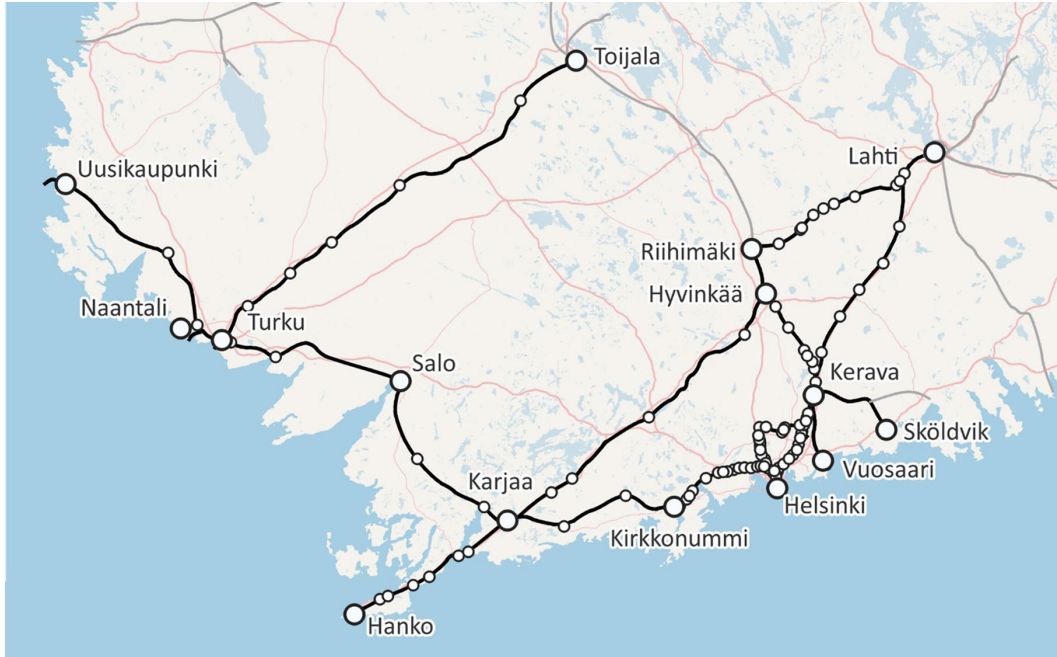 Toijala
Lahti
Uusikaupunki
Riihimäki
Hyvinkää
Naantali
Turku
Salo
Kerava
Sköldvik
Vuosaari
Karjaa
Helsinki
Kirkkonummi
Hanko